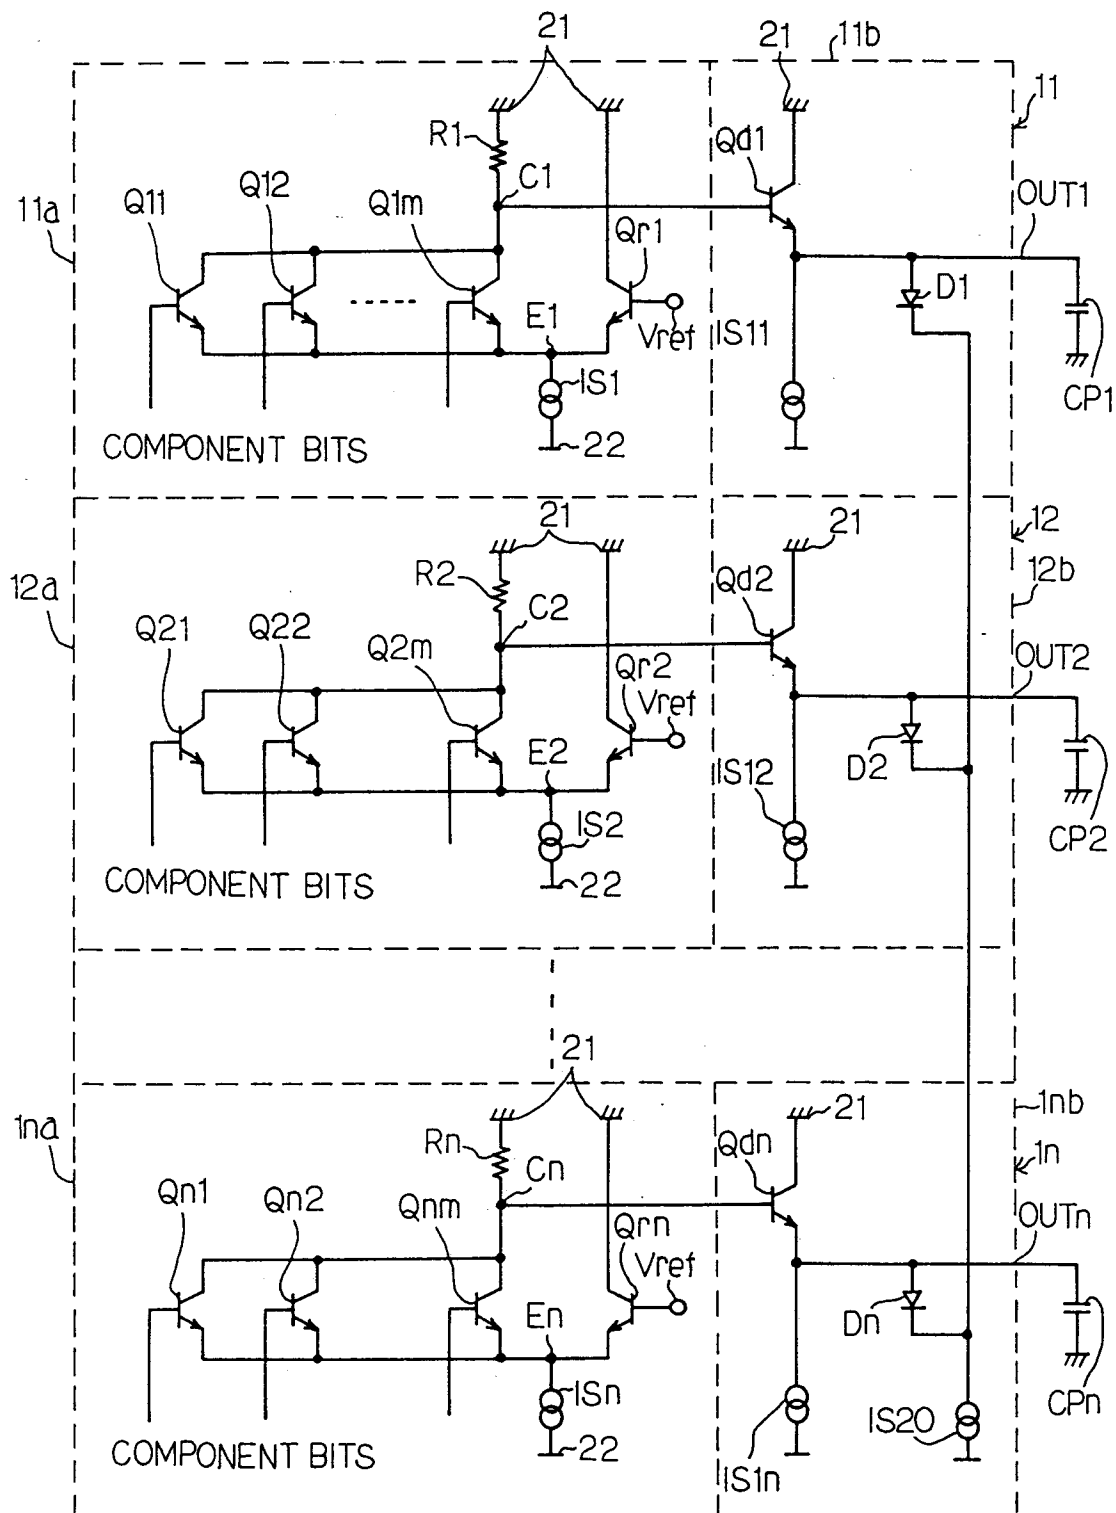 21
11b
21
11
R1
Qd1
C1
OUT1
11a
Q11
Q12
Q1m
Qr1
D1
E1
Vref
IS11
IS1
CP1
COMPONENT BITS
22
21
21
12
12a
R2
Qd2
12b
C2
Q21
Q22
Q2m
Qr2
OUT2
Vref
E2
D2
IS12
IS2
CP2
COMPONENT BITS
22
21
21
1nb
1na
Rn
Qdn
1n
Cn
Qn1
Qn2
Qnm
Qrn
OUTn
Vref
En
Dn
ISn
CPn
IS20
COMPONENT BITS
22
IS1n